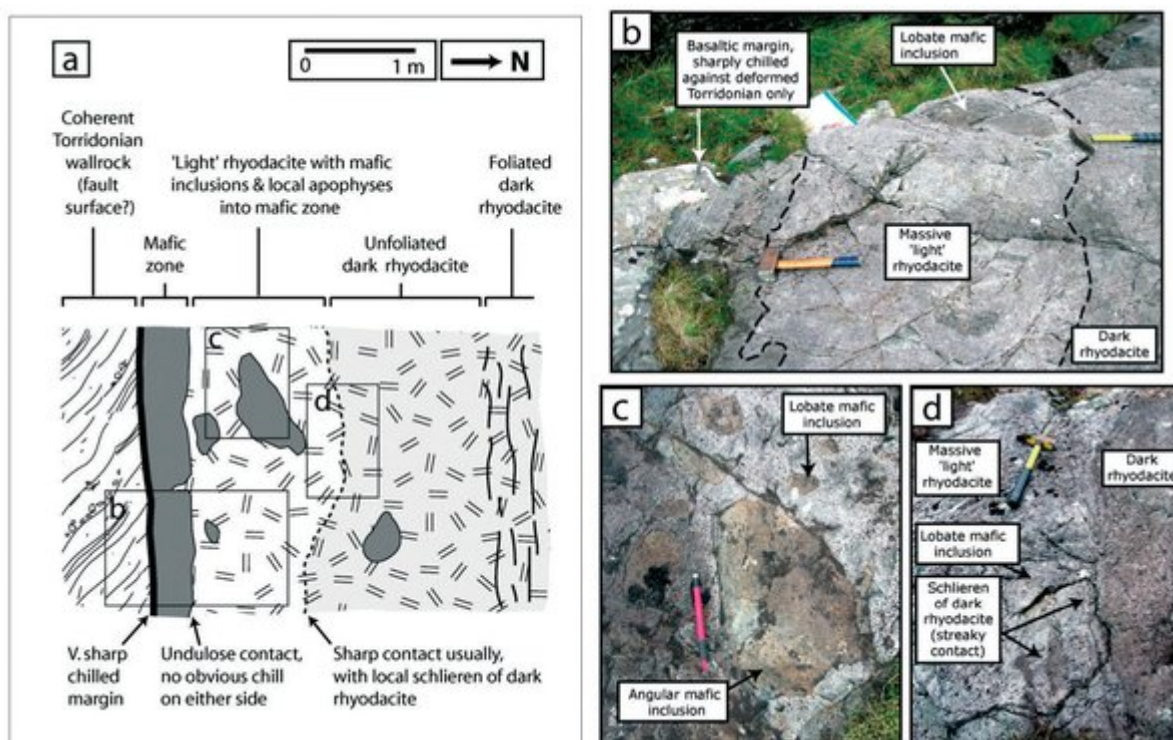 a
0 1 m
N
Coherent
Torridonian
wallrock
(fault
surface?)
'Light' rhyodacite with mafic
inclusions & local apophyses
into mafic zone
Foliated
dark
rhyodacite
Mafic
zone
Unfoliated
dark rhyodacite
c
d
b
V. sharp
chilled
margin
Undulose contact,
no obvious chill
on either side
Sharp contact usually,
with local schlieren of dark
rhyodacite
b
Basaltic margin,
sharply chilled
against deformed
Torridonian only
Lobate mafic
inclusion
Massive
'light'
rhyodacite
Dark
rhyodacite
c
Lobate mafic
inclusion
Angular mafic
inclusion
d
Massive
'light'
rhyodacite
Dark
rhyodacite
Lobate mafic
inclusion
Schlieren
of dark
rhyodacite
(streaky
contact)